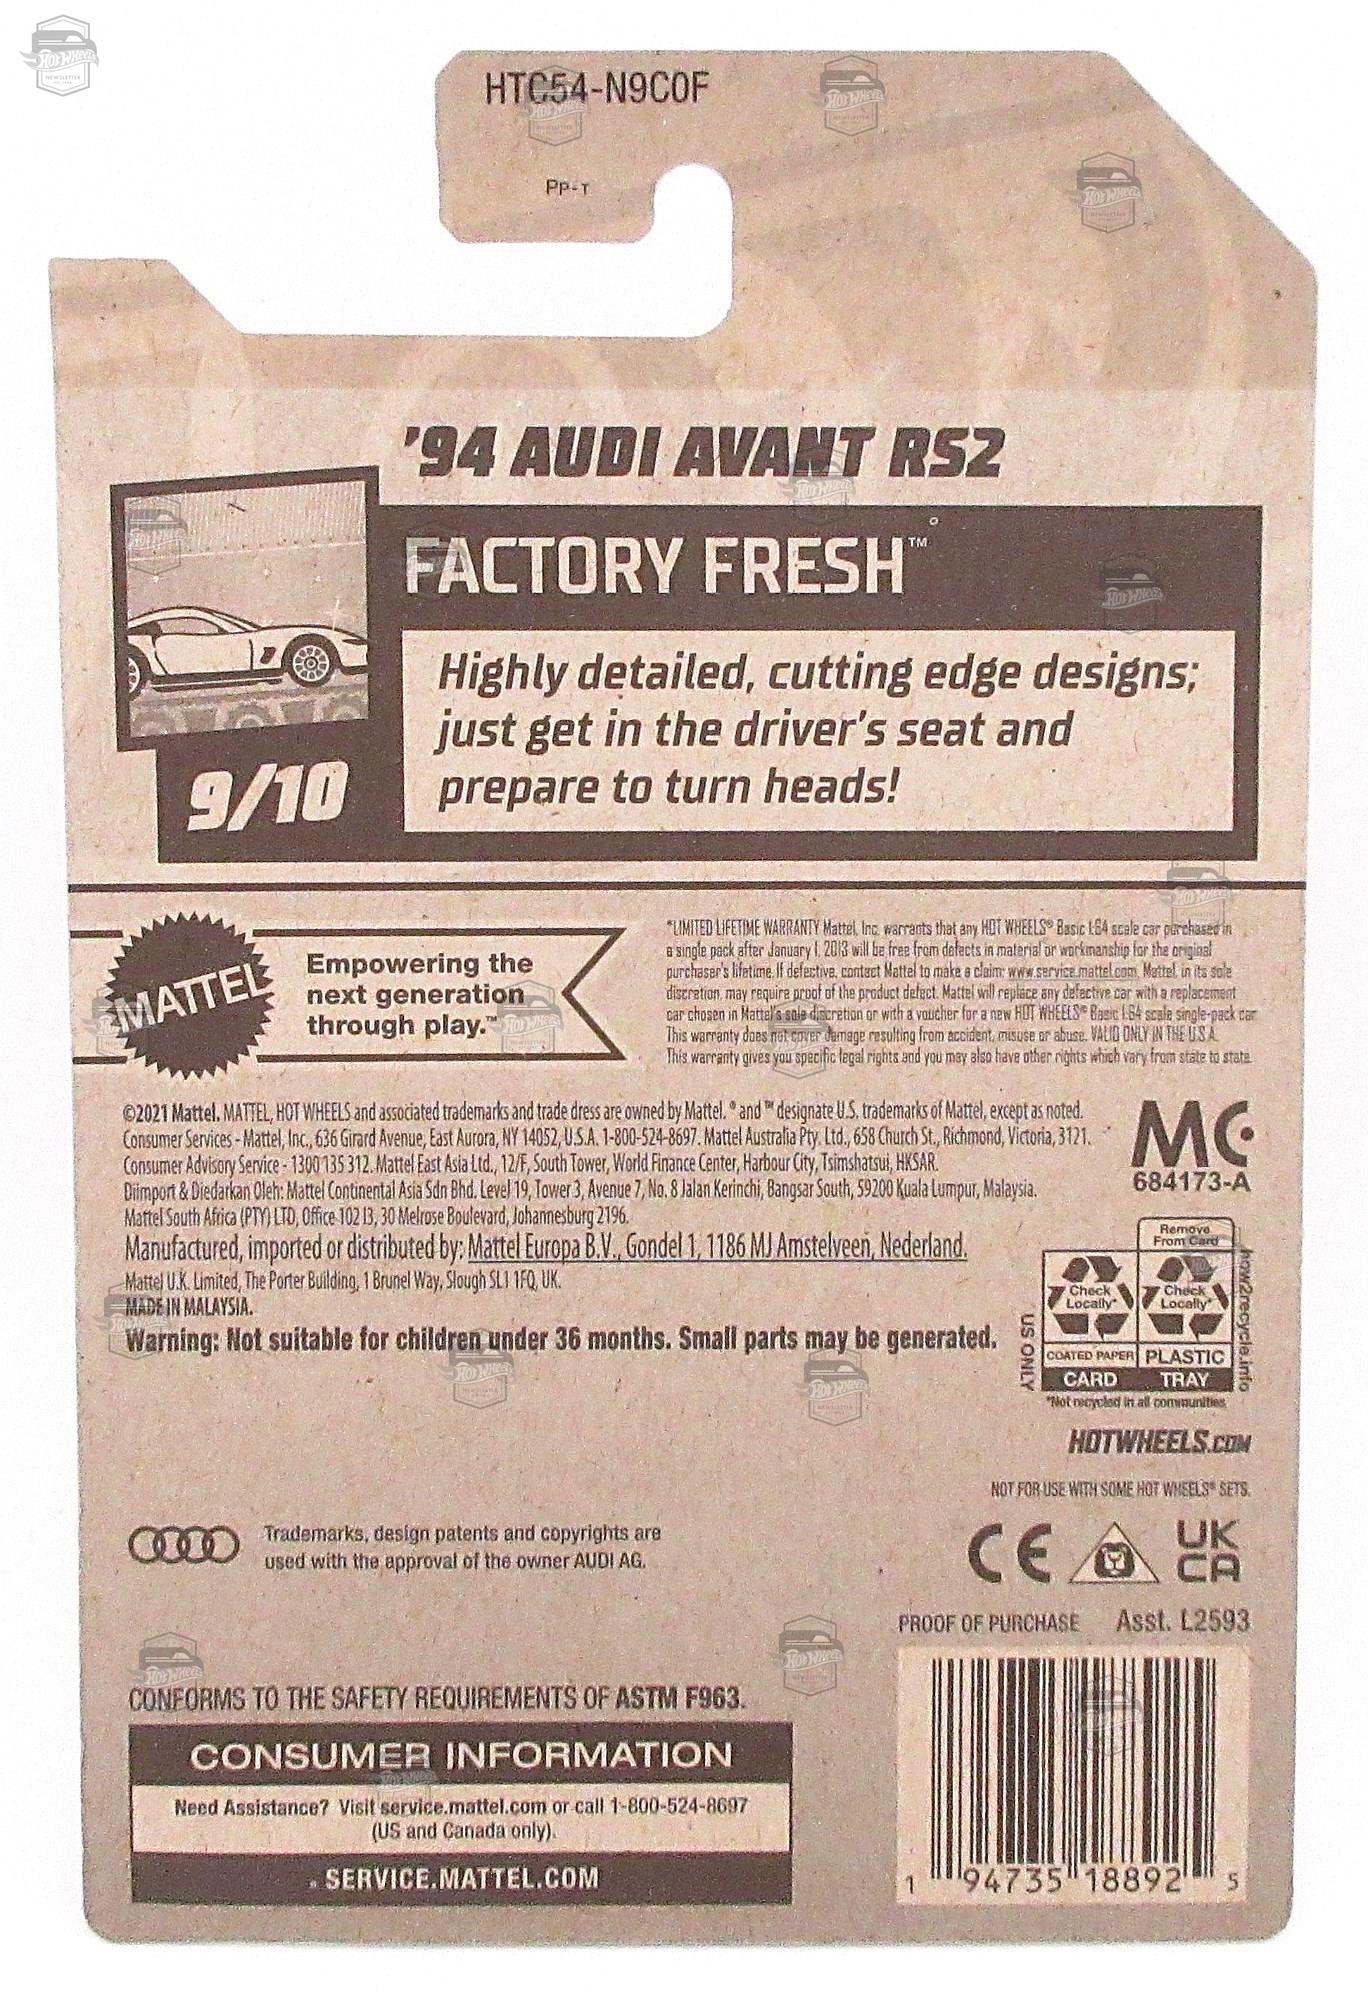 HTC54-N9C0F
PP-T
'94 AUDI AVANT RS2
FACTORY FRESH™
Highly detailed, cutting edge designs;
just get in the driver's seat and
prepare to turn heads!
9/10
MATTEL
Empowering the
next generation
through play.™
*LIMITED LIFETIME WARRANTY Mattel, Inc. warrants that any HOT WHEELS® Basic 1:64 scale car purchased in
a single pack after January 1, 2013 will be free from defects in material or workmanship for the original
purchaser's lifetime. If defective, contact Mattel to make a claim: www.service.mattel.com. Mattel, in its sole
discretion, may require proof of the product defect. Mattel will replace any defective car with a replacement
car chosen in Mattel's sole discretion or with a voucher for a new HOT WHEELS® Basic 1:64 scale single-pack car.
This warranty does not cover damage resulting from accident, misuse or abuse. VALID ONLY IN THE U.S.A.
This warranty gives you specific legal rights and you may also have other rights which vary from state to state.
©2021 Mattel. MATTEL, HOT WHEELS and associated trademarks and trade dress are owned by Mattel. ® and ™ designate U.S. trademarks of Mattel, except as noted.
Consumer Services - Mattel, Inc., 636 Girard Avenue, East Aurora, NY 14052, U.S.A. 1-800-524-8697. Mattel Australia Pty. Ltd., 658 Church St., Richmond, Victoria, 3121.
Consumer Advisory Service - 1300 135 312. Mattel East Asia Ltd., 12/F, South Tower, World Finance Center, Harbour City, Tsimshatsui, HKSAR.
Diimport & Diedarkan Oleh: Mattel Continental Asia Sdn Bhd. Level 19, Tower 3, Avenue 7, No. 8 Jalan Kerinchi, Bangsar South, 59200 Kuala Lumpur, Malaysia.
Mattel South Africa (PTY) LTD, Office 102 I3, 30 Melrose Boulevard, Johannesburg 2196.
Manufactured, imported or distributed by: Mattel Europa B.V., Gondel 1, 1186 MJ Amstelveen, Nederland.
Mattel U.K. Limited, The Porter Building, 1 Brunel Way, Slough SL1 1FQ, UK.
MADE IN MALAYSIA.
Warning: Not suitable for children under 36 months. Small parts may be generated.
MC
684173-A
Remove
From Card
Check
Locally*
Check
Locally*
COATED PAPER
PLASTIC
CARD
TRAY
US ONLY
how2recycle.info
*Not recycled in all communities
HOTWHEELS.COM
NOT FOR USE WITH SOME HOT WHEELS® SETS.
Trademarks, design patents and copyrights are
used with the approval of the owner AUDI AG.
CE
UK
CA
PROOF OF PURCHASE Asst. L2593
CONFORMS TO THE SAFETY REQUIREMENTS OF ASTM F963.
CONSUMER INFORMATION
Need Assistance? Visit service.mattel.com or call 1-800-524-8697
(US and Canada only).
SERVICE.MATTEL.COM
1 94735 18892 5
HOT WHEELS
NEWSLETTER